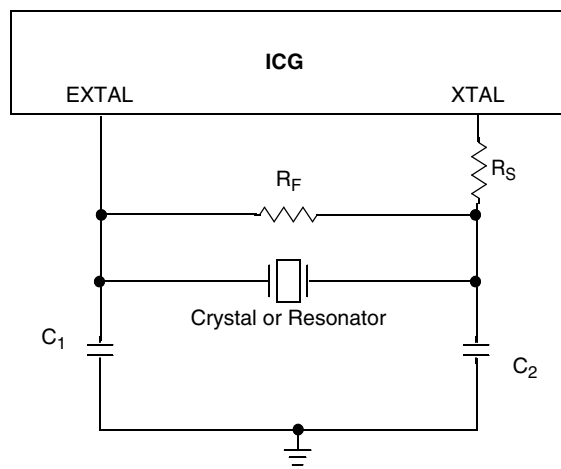 ICG
EXTAL XTAL
R_F
R_S
Crystal or Resonator
C_1
C_2